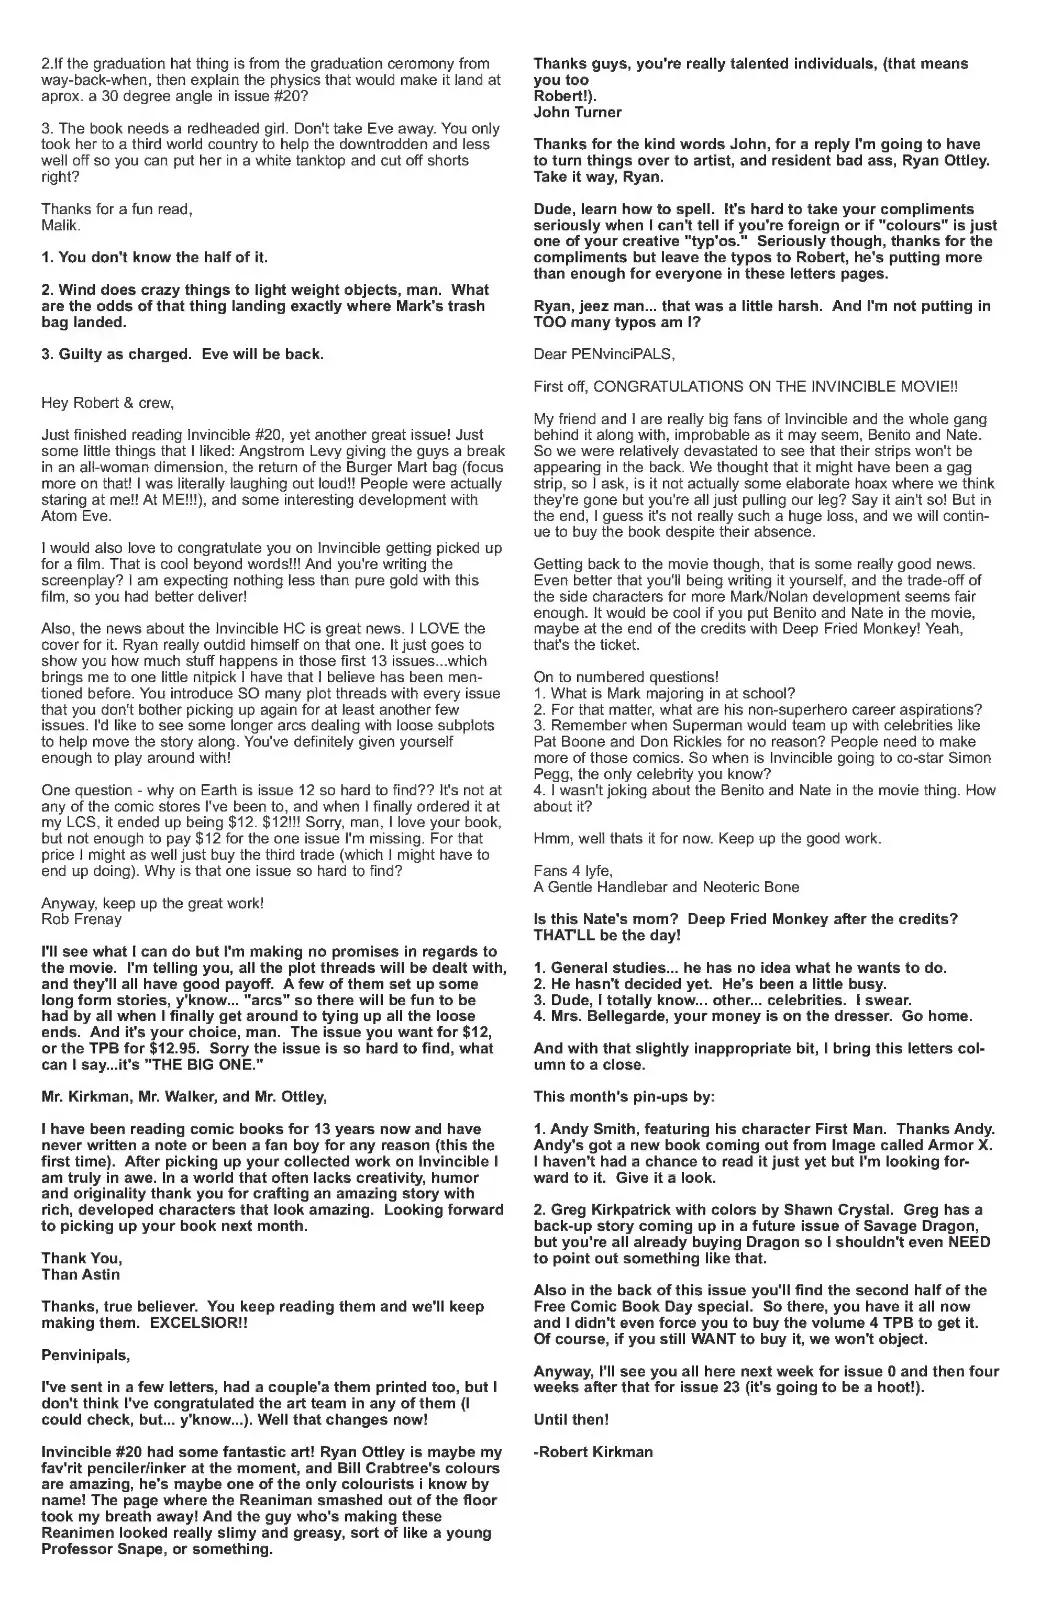 2.If the graduation hat thing is from the graduation ceromony from
way-back-when, then explain the physics that would make it land at
aprox. a 30 degree angle in issue #20?
3. The book needs a redheaded girl. Don't take Eve away. You only
took her to a third world country to help the downtrodden and less
well off so you can put her in a white tanktop and cut off shorts
right?
Thanks for a fun read,
Malik.
1. You don't know the half of it.
2. Wind does crazy things to light weight objects, man. What
are the odds of that thing landing exactly where Mark's trash
bag landed.
3. Guilty as charged. Eve will be back.
Hey Robert & crew,
Just finished reading Invincible #20, yet another great issue! Just
some little things that I liked: Angstrom Levy giving the guys a break
in an all-woman dimension, the return of the Burger Mart bag (focus
more on that! I was literally laughing out loud!! People were actually
staring at me!! At ME!!!), and some interesting development with
Atom Eve.
I would also love to congratulate you on Invincible getting picked up
for a film. That is cool beyond words!!! And you're writing the
screenplay? I am expecting nothing less than pure gold with this
film, so you had better deliver!
Also, the news about the Invincible HC is great news. I LOVE the
cover for it. Ryan really outdid himself on that one. It just goes to
show you how much stuff happens in those first 13 issues...which
brings me to one little nitpick I have that I believe has been men-
tioned before. You introduce SO many plot threads with every issue
that you don't bother picking up again for at least another few
issues. I'd like to see some longer arcs dealing with loose subplots
to help move the story along. You've definitely given yourself
enough to play around with!
One question - why on Earth is issue 12 so hard to find?? It's not at
any of the comic stores I've been to, and when I finally ordered it at
my LCS, it ended up being $12. $12!!! Sorry, man, I love your book,
but not enough to pay $12 for the one issue I'm missing. For that
price I might as well just buy the third trade (which I might have to
end up doing). Why is that one issue so hard to find?
Anyway, keep up the great work!
Rob Frenay
I'll see what I can do but I'm making no promises in regards to
the movie. I'm telling you, all the plot threads will be dealt with,
and they'll all have good payoff. A few of them set up some
long form stories, y'know... "arcs" so there will be fun to be
had by all when I finally get around to tying up all the loose
ends. And it's your choice, man. The issue you want for $12,
or the TPB for $12.95. Sorry the issue is so hard to find, what
can I say...it's "THE BIG ONE."
Mr. Kirkman, Mr. Walker, and Mr. Ottley,
I have been reading comic books for 13 years now and have
never written a note or been a fan boy for any reason (this the
first time). After picking up your collected work on Invincible I
am truly in awe. In a world that often lacks creativity, humor
and originality thank you for crafting an amazing story with
rich, developed characters that look amazing. Looking forward
to picking up your book next month.
Thank You,
Than Astin
Thanks, true believer. You keep reading them and we'll keep
making them. EXCELSIOR!!
Penvinipals,
I've sent in a few letters, had a couple'a them printed too, but I
don't think I've congratulated the art team in any of them (I
could check, but... y'know...). Well that changes now!
Invincible #20 had some fantastic art! Ryan Ottley is maybe my
fav'rit penciler/inker at the moment, and Bill Crabtree's colours
are amazing, he's maybe one of the only colourists i know by
name! The page where the Reaniman smashed out of the floor
took my breath away! And the guy who's making these
Reanimen looked really slimy and greasy, sort of like a young
Professor Snape, or something.
Thanks guys, you're really talented individuals, (that means
you too
Robert!).
John Turner
Thanks for the kind words John, for a reply I'm going to have
to turn things over to artist, and resident bad ass, Ryan Ottley.
Take it way, Ryan.
Dude, learn how to spell. It's hard to take your compliments
seriously when I can't tell if you're foreign or if "colours" is just
one of your creative "typ'os." Seriously though, thanks for the
compliments but leave the typos to Robert, he's putting more
than enough for everyone in these letters pages.
Ryan, jeez man... that was a little harsh. And I'm not putting in
TOO many typos am I?
Dear PENvinciPALS,
First off, CONGRATULATIONS ON THE INVINCIBLE MOVIE!!
My friend and I are really big fans of Invincible and the whole gang
behind it along with, improbable as it may seem, Benito and Nate.
So we were relatively devastated to see that their strips won't be
appearing in the back. We thought that it might have been a gag
strip, so I ask, is it not actually some elaborate hoax where we think
they're gone but you're all just pulling our leg? Say it ain't so! But in
the end, I guess it's not really such a huge loss, and we will contin-
ue to buy the book despite their absence.
Getting back to the movie though, that is some really good news.
Even better that you'll being writing it yourself, and the trade-off of
the side characters for more Mark/Nolan development seems fair
enough. It would be cool if you put Benito and Nate in the movie,
maybe at the end of the credits with Deep Fried Monkey! Yeah,
that's the ticket.
On to numbered questions!
1. What is Mark majoring in at school?
2. For that matter, what are his non-superhero career aspirations?
3. Remember when Superman would team up with celebrities like
Pat Boone and Don Rickles for no reason? People need to make
more of those comics. So when is Invincible going to co-star Simon
Pegg, the only celebrity you know?
4. I wasn't joking about the Benito and Nate in the movie thing. How
about it?
Hmm, well thats it for now. Keep up the good work.
Fans 4 lyfe,
A Gentle Handlebar and Neoteric Bone
Is this Nate's mom? Deep Fried Monkey after the credits?
THAT'LL be the day!
1. General studies... he has no idea what he wants to do.
2. He hasn't decided yet. He's been a little busy.
3. Dude, I totally know... other... celebrities. I swear.
4. Mrs. Bellegarde, your money is on the dresser. Go home.
And with that slightly inappropriate bit, I bring this letters col-
umn to a close.
This month's pin-ups by:
1. Andy Smith, featuring his character First Man. Thanks Andy.
Andy's got a new book coming out from Image called Armor X.
I haven't had a chance to read it just yet but I'm looking for-
ward to it. Give it a look.
2. Greg Kirkpatrick with colors by Shawn Crystal. Greg has a
back-up story coming up in a future issue of Savage Dragon,
but you're all already buying Dragon so I shouldn't even NEED
to point out something like that.
Also in the back of this issue you'll find the second half of the
Free Comic Book Day special. So there, you have it all now
and I didn't even force you to buy the volume 4 TPB to get it.
Of course, if you still WANT to buy it, we won't object.
Anyway, I'll see you all here next week for issue 0 and then four
weeks after that for issue 23 (it's going to be a hoot!).
Until then!
-Robert Kirkman